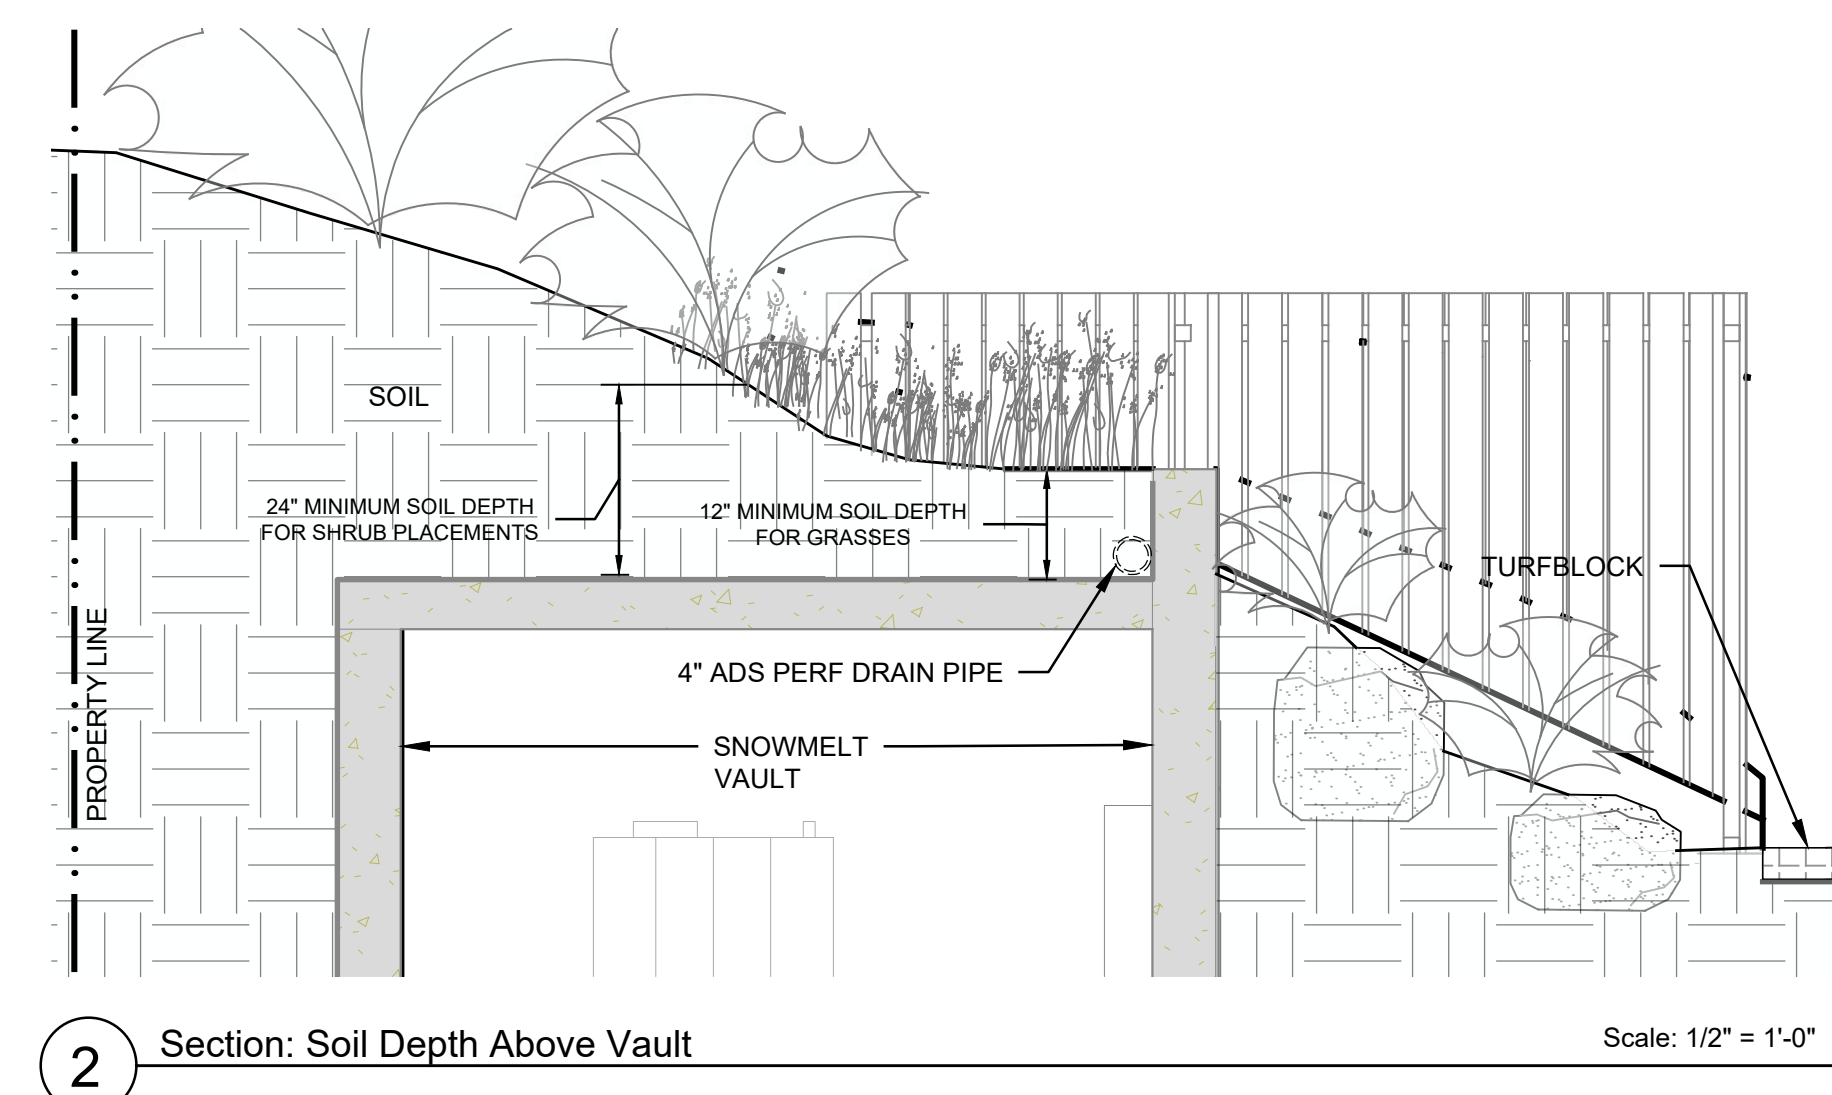 SOIL
24" MINIMUM SOIL DEPTH
FOR SHRUB PLACEMENTS
12" MINIMUM SOIL DEPTH
FOR GRASSES
TURFBLOCK
PROPERTY LINE
4" ADS PERF DRAIN PIPE
SNOWMELT
VAULT
2
Section: Soil Depth Above Vault
Scale: 1/2" = 1'-0"